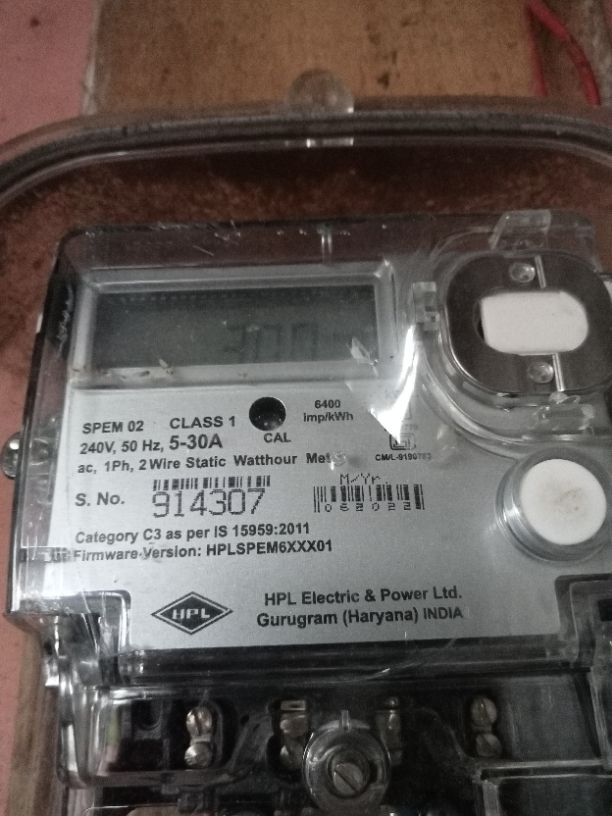 SPEM 02 CLASS 1
6400
imp/kWh
CAL
240V, 50 Hz, 5-30A
ac, 1Ph, 2 Wire Static Watthour
S. No. 914307
M/Yr.
062022
Category C3 as per IS 15959:2011
Firmware-Version: HPLSPEM6XXX01
HPL
HPL Electric & Power Ltd.
Gurugram (Haryana) INDIA